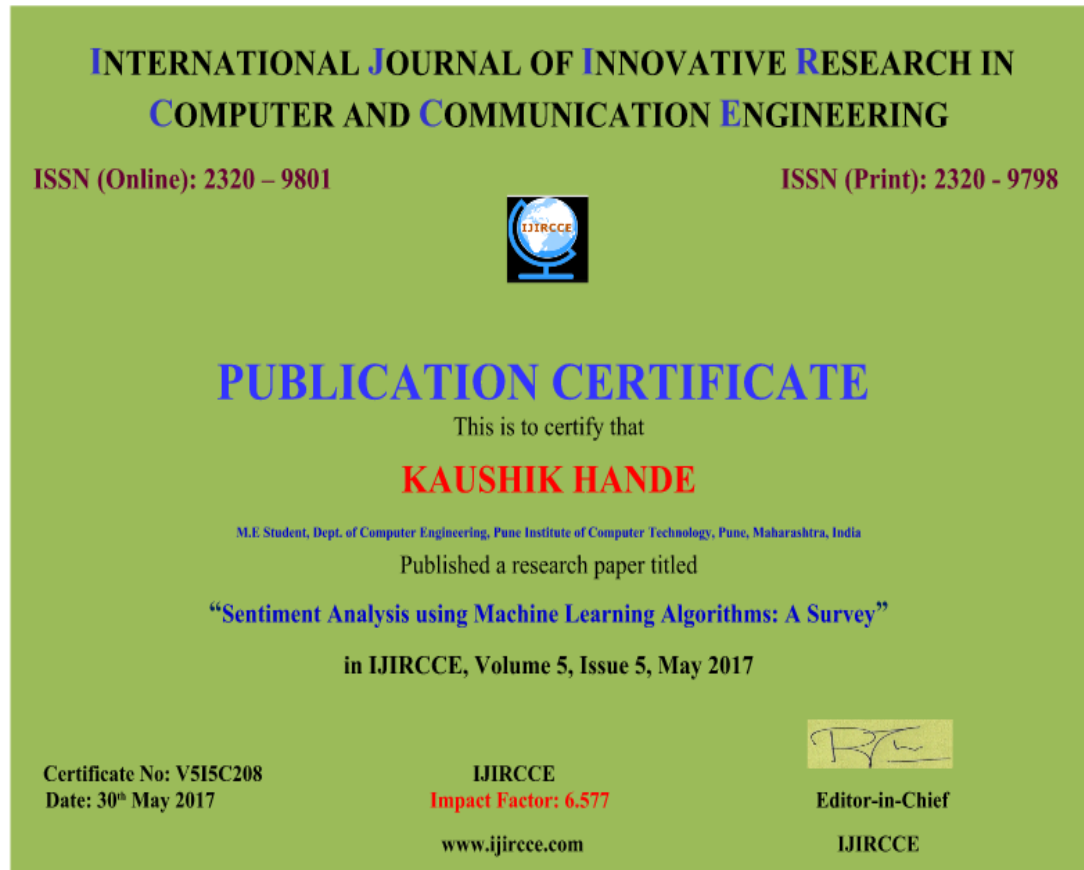 INTERNATIONAL JOURNAL OF INNOVATIVE RESEARCH IN
COMPUTER AND COMMUNICATION ENGINEERING
ISSN (Online): 2320 – 9801
ISSN (Print): 2320 - 9798
IJIRCCE
PUBLICATION CERTIFICATE
This is to certify that
KAUSHIK HANDE
M.E Student, Dept. of Computer Engineering, Pune Institute of Computer Technology, Pune, Maharashtra, India
Published a research paper titled
“Sentiment Analysis using Machine Learning Algorithms: A Survey”
in IJIRCCE, Volume 5, Issue 5, May 2017
Certificate No: V5I5C208
Date: 30th May 2017
IJIRCCE
Impact Factor: 6.577
www.ijircce.com
Editor-in-Chief
IJIRCCE